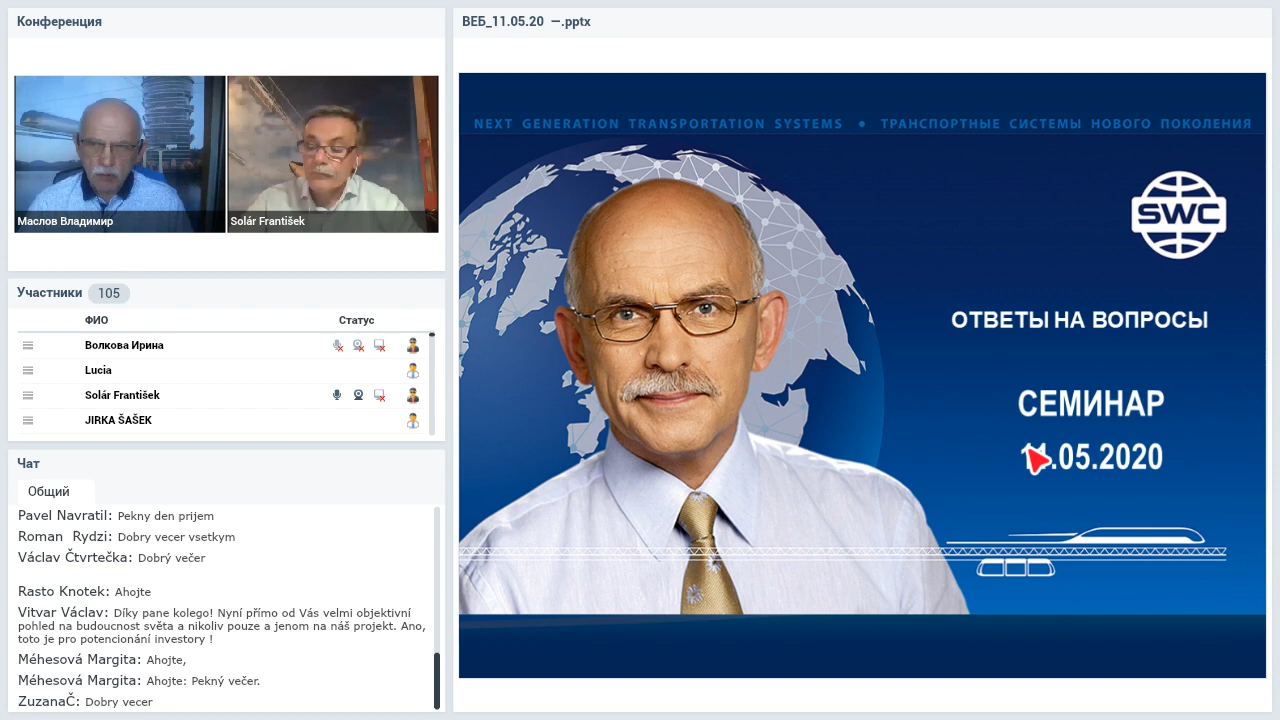 Конференция
Маслов Владимир
Solár František
Участники 105
ФИО Статус
Волкова Ирина
Lucia
Solár František
JIRKA ŠAŠEK
Чат
Общий
Pavel Navratil: Pekny den prijem
Roman Rydzi: Dobry vecer vsetkym
Václav Čtvrtečka: Dobrý večer
Rasto Knotek: Ahojte
Vitvar Václav: Díky pane kolego! Nyní přímo od Vás velmi objektivní
pohled na budoucnost světa a nikoliv pouze a jenom na náš projekt. Ano,
toto je pro potencionání investory !
Méhesová Margita: Ahojte,
Méhesová Margita: Ahojte: Pekný večer.
ZuzanaČ: Dobry vecer
ВЕБ_11.05.20 —.pptx
NEXT GENERATION TRANSPORTATION SYSTEMS • ТРАНСПОРТНЫЕ СИСТЕМЫ НОВОГО ПОКОЛЕНИЯ
SWC
ОТВЕТЫ НА ВОПРОСЫ
СЕМИНАР
11.05.2020